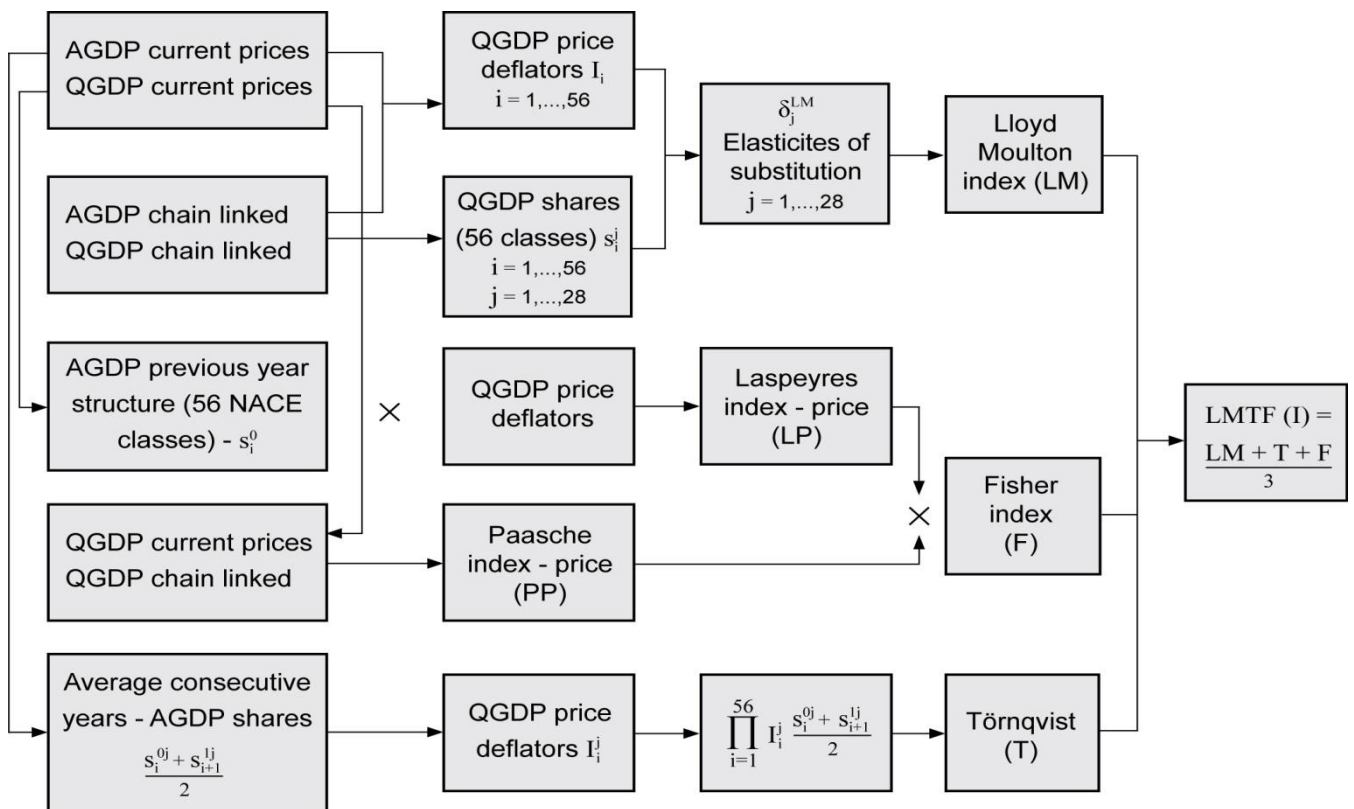 AGDP current prices
QGDP current prices
QGDP price
deflators I_i
i = 1,...,56
AGDP chain linked
QGDP chain linked
QGDP shares
(56 classes) s_i^j
i = 1,...,56
j = 1,...,28
δ_j^LM
Elasticites of
substitution
j = 1,...,28
Lloyd
Moulton
index (LM)
AGDP previous year
structure (56 NACE
classes) - s_i^0
×
QGDP price
deflators
Laspeyres
index - price
(LP)
QGDP current prices
QGDP chain linked
Paasche
index - price
(PP)
×
Fisher
index
(F)
LMTF (I) =
LM + T + F
3
Average consecutive
years - AGDP shares
s_i^0j + s_i+1^1j
2
QGDP price
deflators I_i^j
56
∏ I_i^j s_i^0j + s_i+1^1j
i=1 2
Törnqvist
(T)